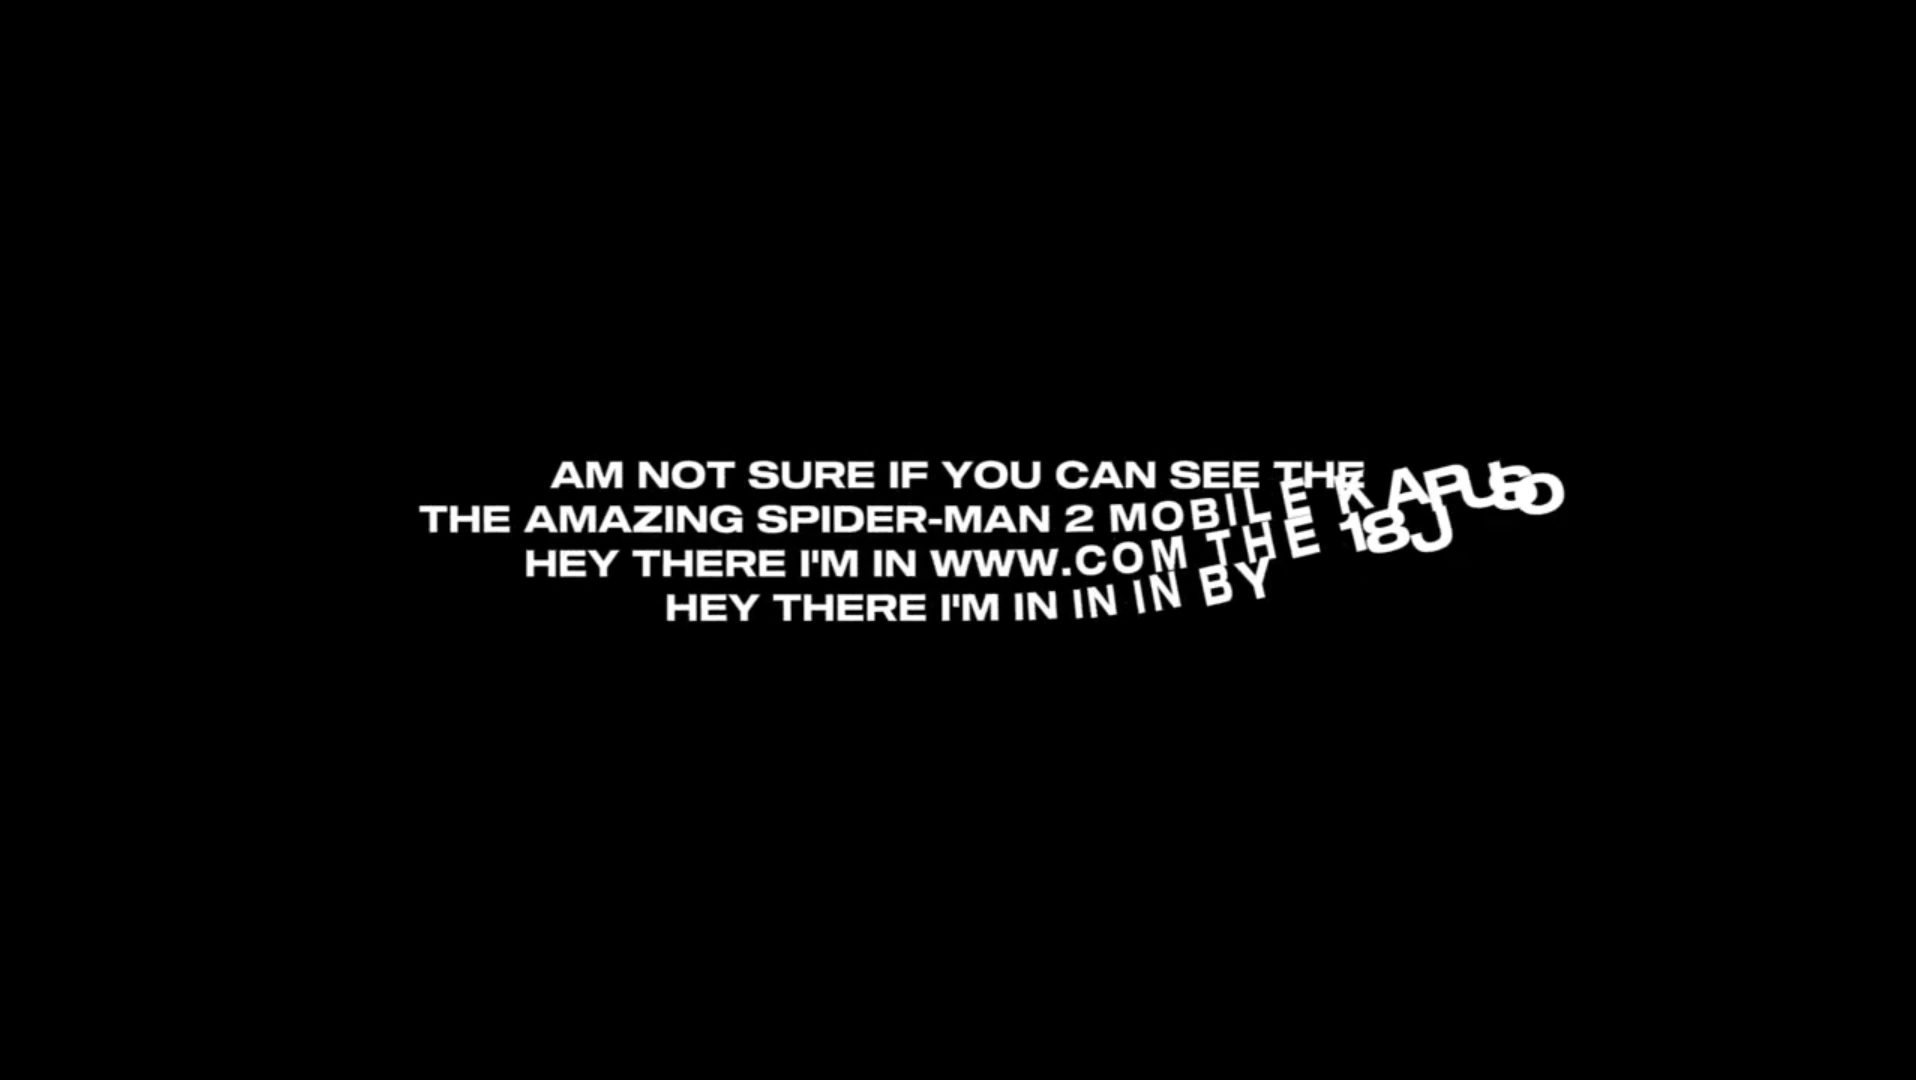 AM NOT SURE IF YOU CAN SEE THE
THE AMAZING SPIDER-MAN 2 MOBILE KAPUSO
HEY THERE I'M IN WWW.COM THE 18J
HEY THERE I'M IN IN IN BY